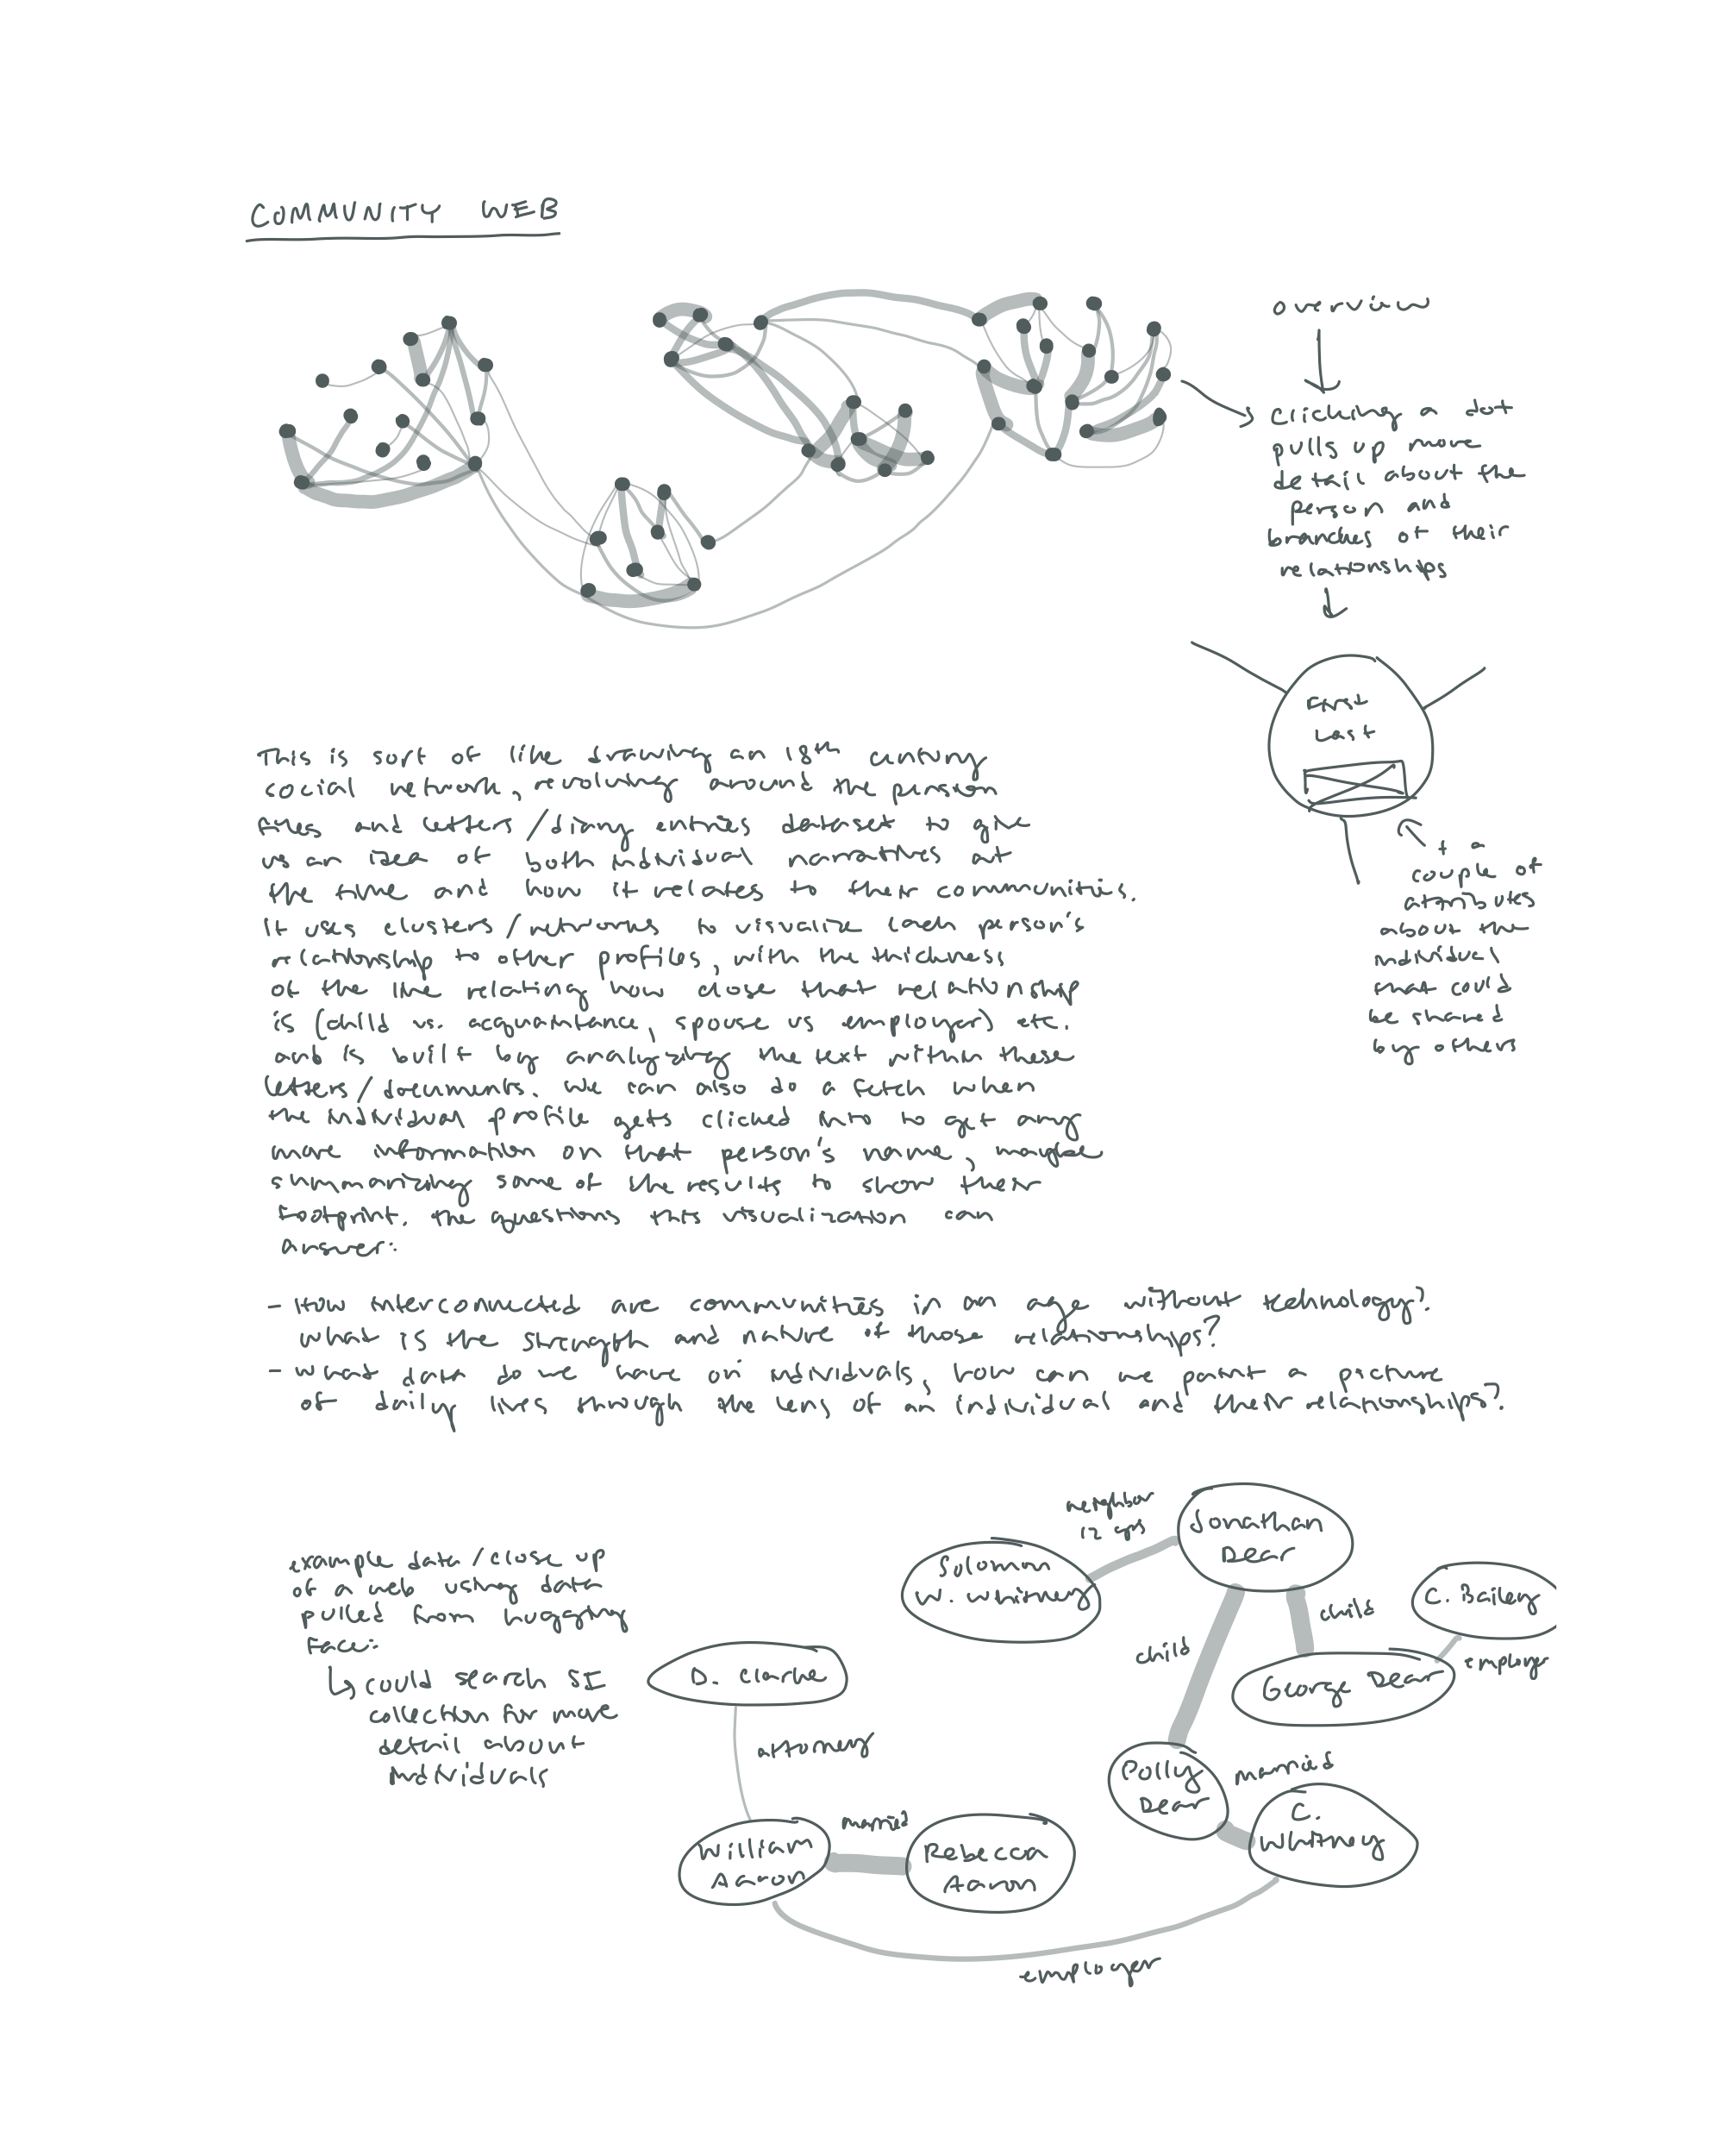 COMMUNITY WEB
overview
clicking a dot
pulls up more
detail about the
person and
branches of their
relationships
First
Last
+ a
couple of
attributes
about the
individual
that could
be shared
by others
This is sort of like drawing an 18th century
social network, revolving around the pension
files and letters/diary entries dataset to give
us an idea of both individual narratives at
the time and how it relates to their communities.
It uses clusters/networks to visualize each person's
relationship to other profiles, with the thickness
of the line relating how close that relationship
is (child vs. acquaintance, spouse vs employer) etc.
and is built by analyzing the text within these
letters/documents. We can also do a fetch when
the individual profile gets clicked into to get any
more information on that person's name, maybe
summarizing some of the results to show their
footprint. The questions this visualization can
answer:
- How interconnected are communities in an age without technology?
What is the strength and nature of those relationships?
- What data do we have on individuals, how can we paint a picture
of daily lives through the lens of an individual and their relationships?
example data/close up
of a web using data
pulled from hugging
face:
could search SI
collection for more
detail about
individuals
neighbor
12 yrs
Jonathan
Dear
Solomon
W. Whitney
C. Bailey
child
child
employer
George Dear
D. Clarke
attorney
Polly
Dear
married
C.
Whitney
William
Aaron
married
Rebecca
Aaron
employer